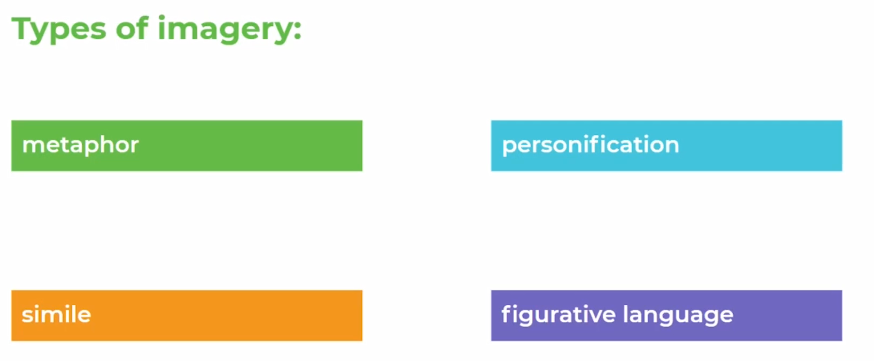 Types of imagery:
metaphor
personification
simile
figurative language